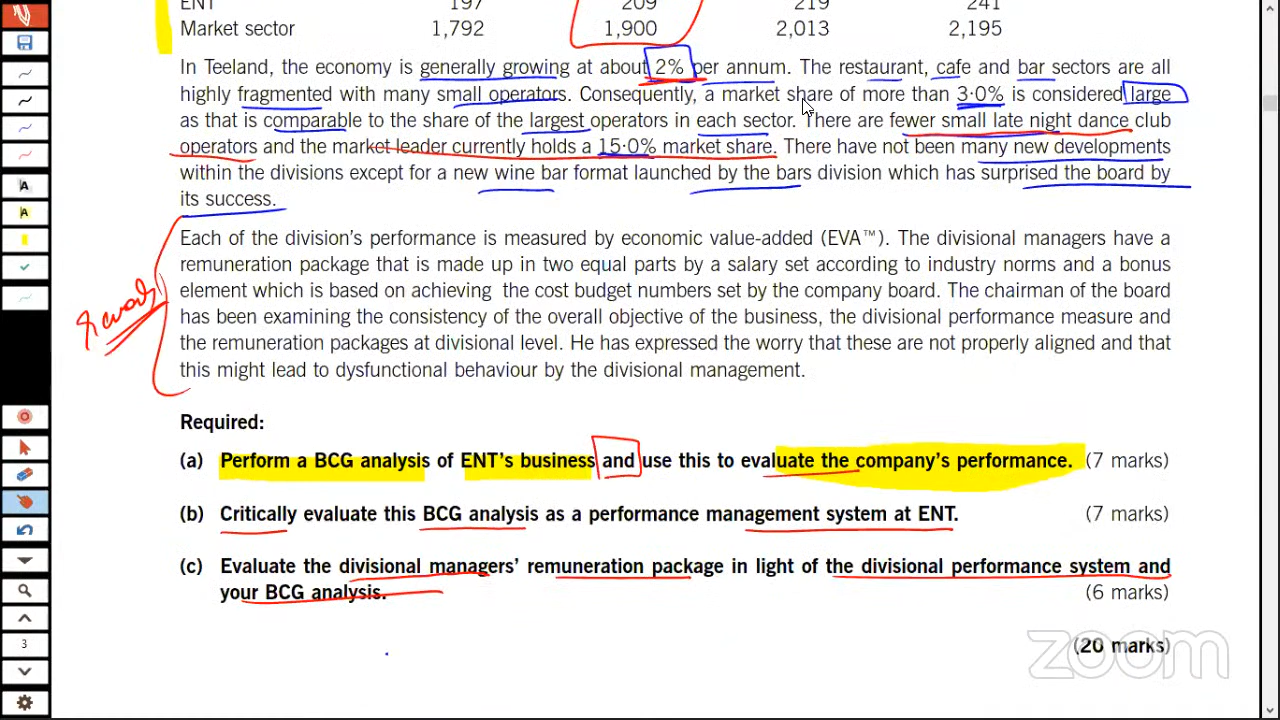 ENT 197 209 219 241
Market sector 1,792 1,900 2,013 2,195
In Teeland, the economy is generally growing at about 2% per annum. The restaurant, cafe and bar sectors are all
highly fragmented with many small operators. Consequently, a market share of more than 3·0% is considered large
as that is comparable to the share of the largest operators in each sector. There are fewer small late night dance club
operators and the market leader currently holds a 15·0% market share. There have not been many new developments
within the divisions except for a new wine bar format launched by the bars division which has surprised the board by
its success.
Each of the division's performance is measured by economic value-added (EVA™). The divisional managers have a
remuneration package that is made up in two equal parts by a salary set according to industry norms and a bonus
element which is based on achieving the cost budget numbers set by the company board. The chairman of the board
has been examining the consistency of the overall objective of the business, the divisional performance measure and
the remuneration packages at divisional level. He has expressed the worry that these are not properly aligned and that
this might lead to dysfunctional behaviour by the divisional management.
Required:
(a) Perform a BCG analysis of ENT's business and use this to evaluate the company's performance. (7 marks)
(b) Critically evaluate this BCG analysis as a performance management system at ENT. (7 marks)
(c) Evaluate the divisional managers' remuneration package in light of the divisional performance system and
your BCG analysis. (6 marks)
(20 marks)
zoom
A
A
3